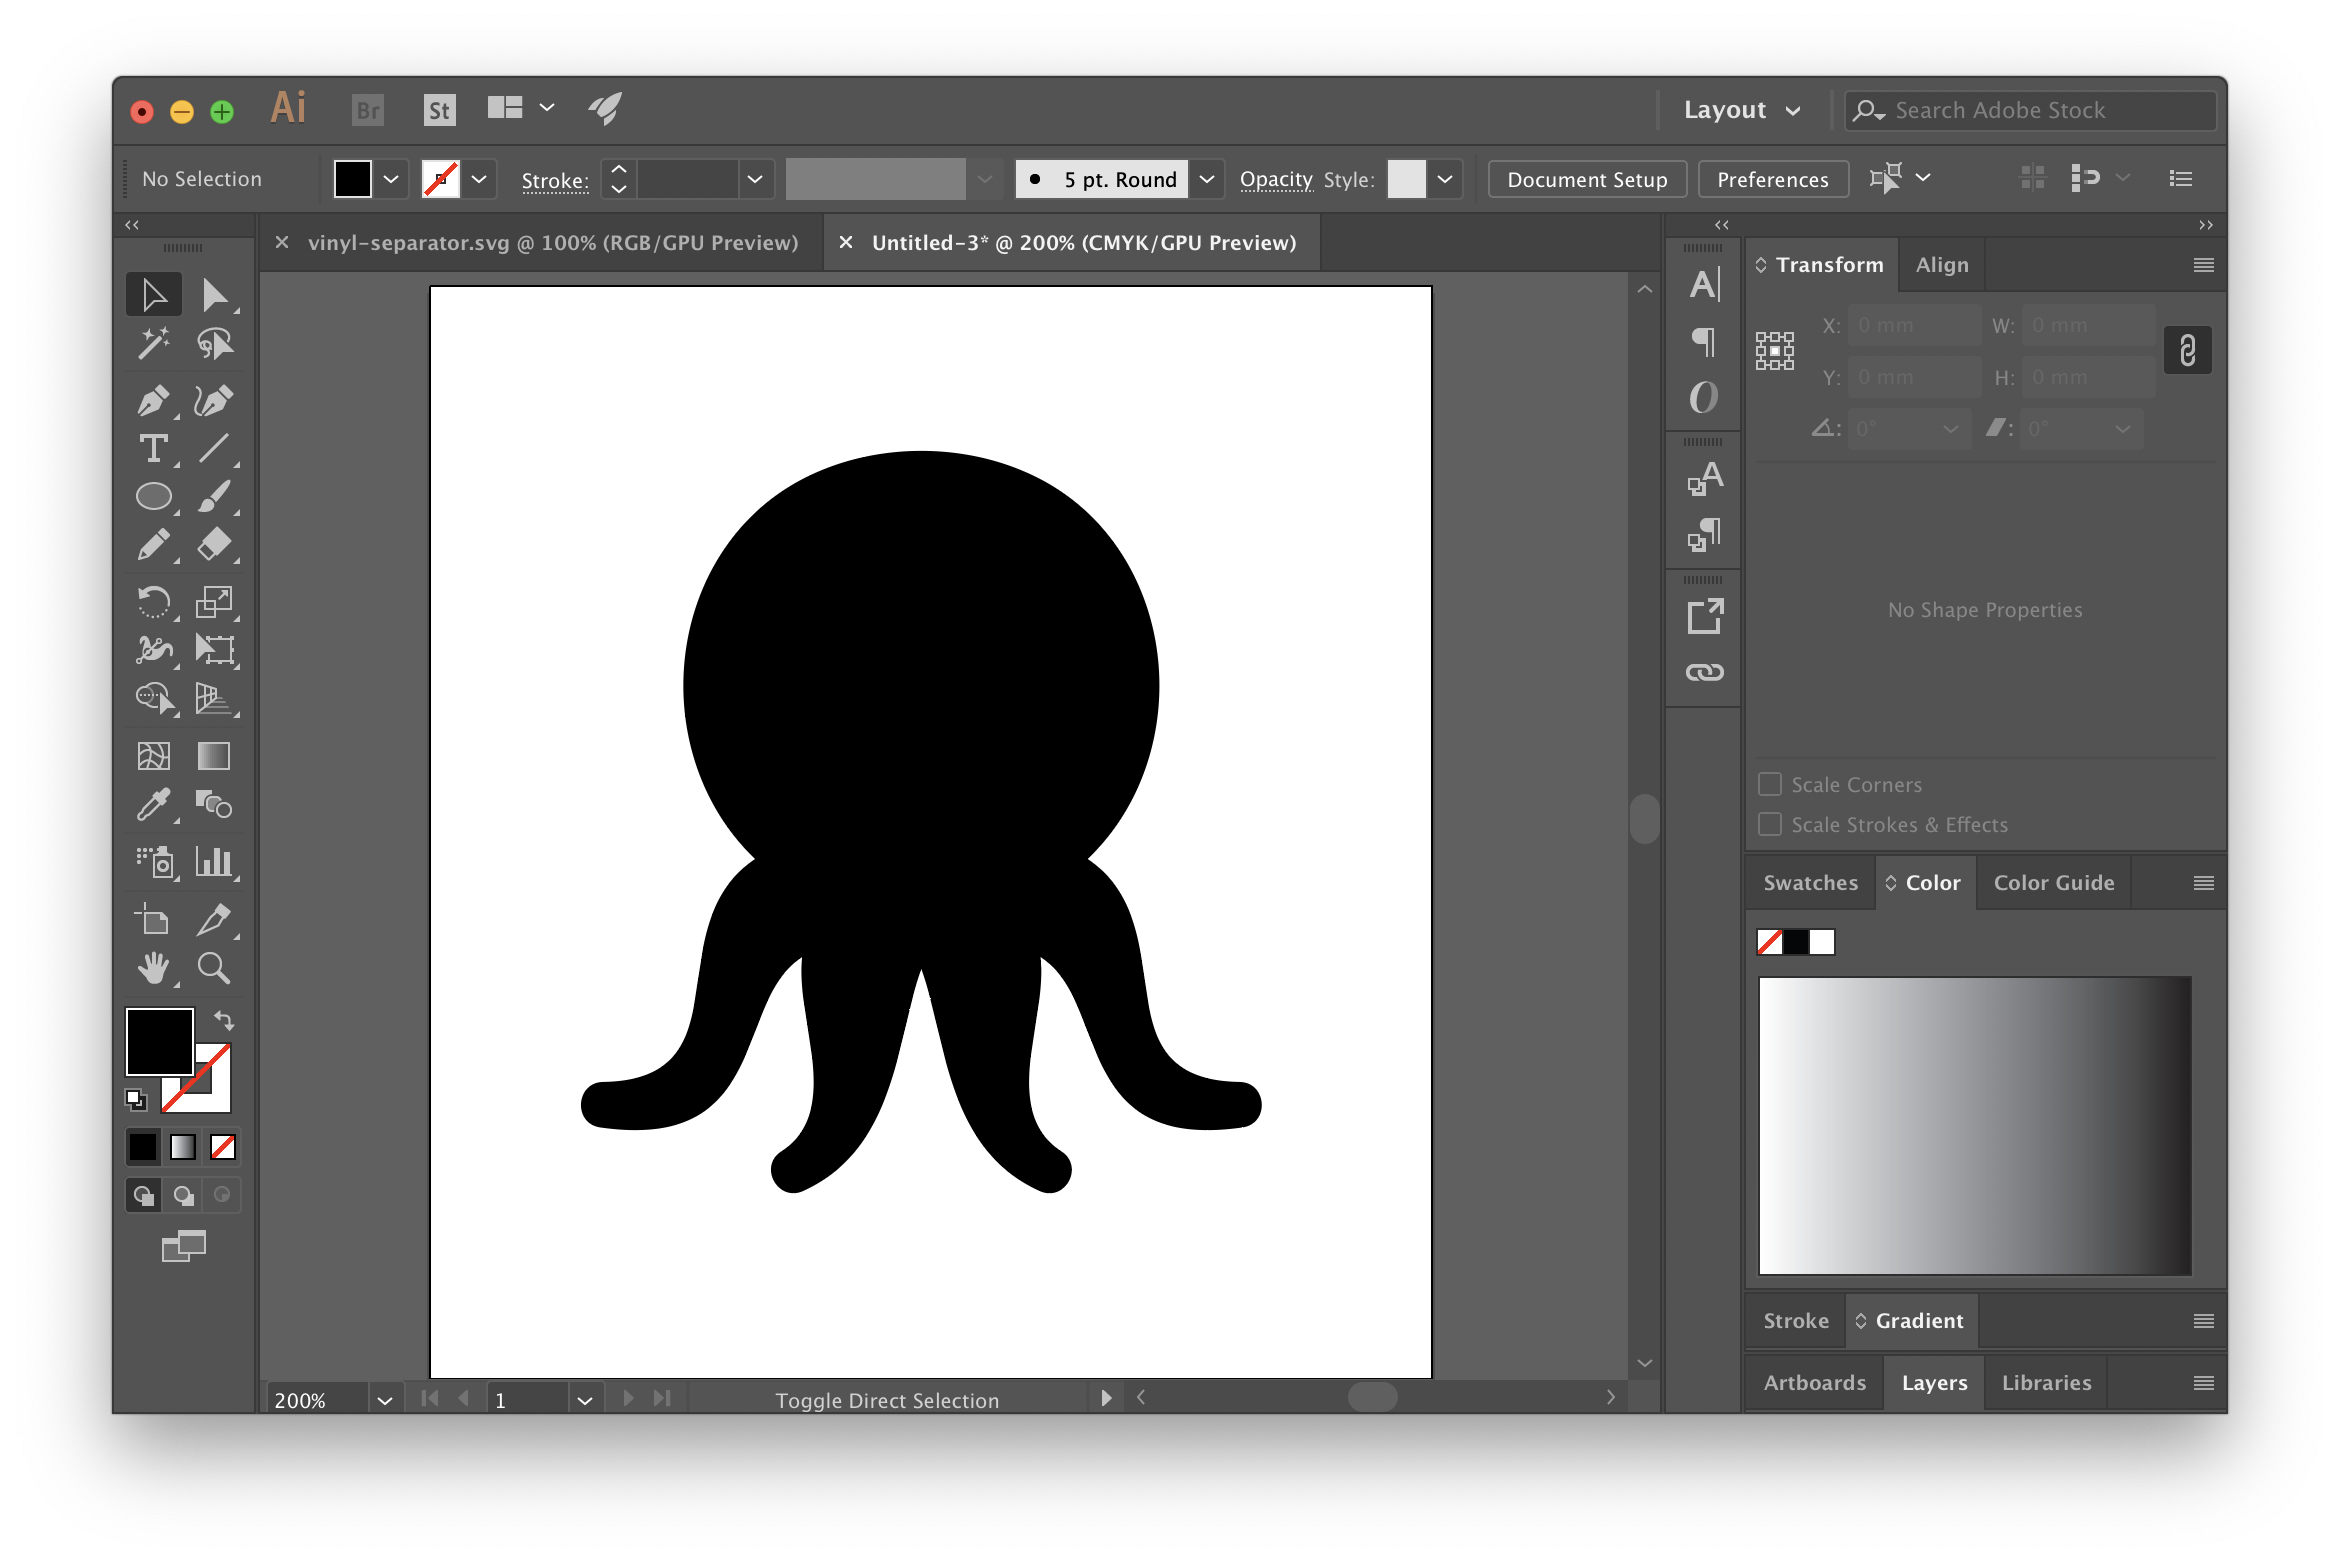 Ai Br St Layout Search Adobe Stock
No Selection Stroke: 5 pt. Round Opacity Style: Document Setup Preferences
vinyl-separator.svg @ 100% (RGB/GPU Preview) Untitled-3* @ 200% (CMYK/GPU Preview)
Transform Align
X: 0 mm W: 0 mm
Y: 0 mm H: 0 mm
0° 0°
No Shape Properties
Scale Corners
Scale Strokes & Effects
Swatches Color Color Guide
Stroke Gradient
Artboards Layers Libraries
200% 1 Toggle Direct Selection